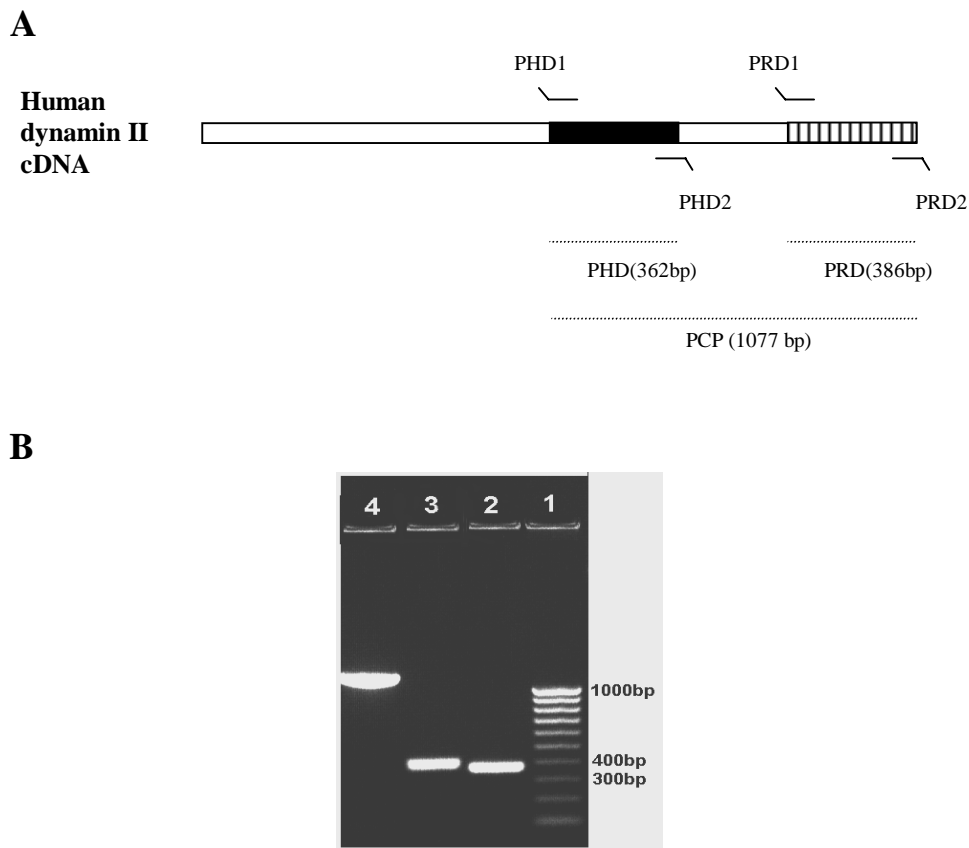 A
PHD1
PRD1
Human
dynamin II
cDNA
PHD2
PRD2
PHD(362bp)
PRD(386bp)
PCP (1077 bp)
B
4 3 2 1
1000bp
400bp
300bp